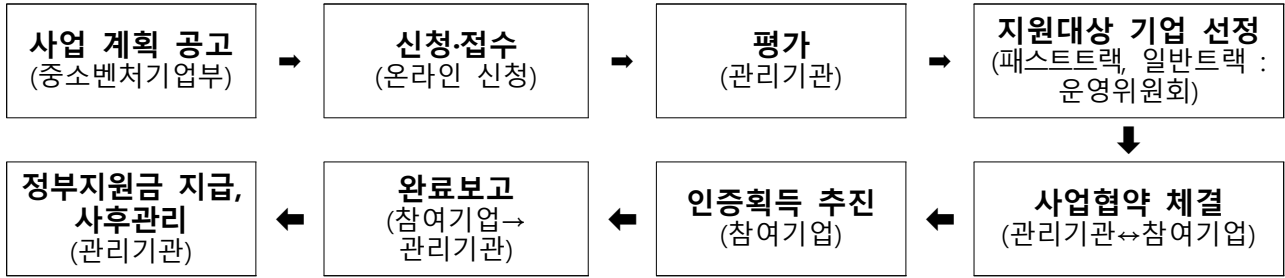 사업 계획 공고
(중소벤처기업부)
➡
신청·접수
(온라인 신청)
➡
평가
(관리기관)
➡
지원대상 기업 선정
(패스트트랙, 일반트랙 :
운영위원회)
⬇
사업협약 체결
(관리기관↔참여기업)
⬅
인증획득 추진
(참여기업)
⬅
완료보고
(참여기업→
관리기관)
⬅
정부지원금 지급,
사후관리
(관리기관)